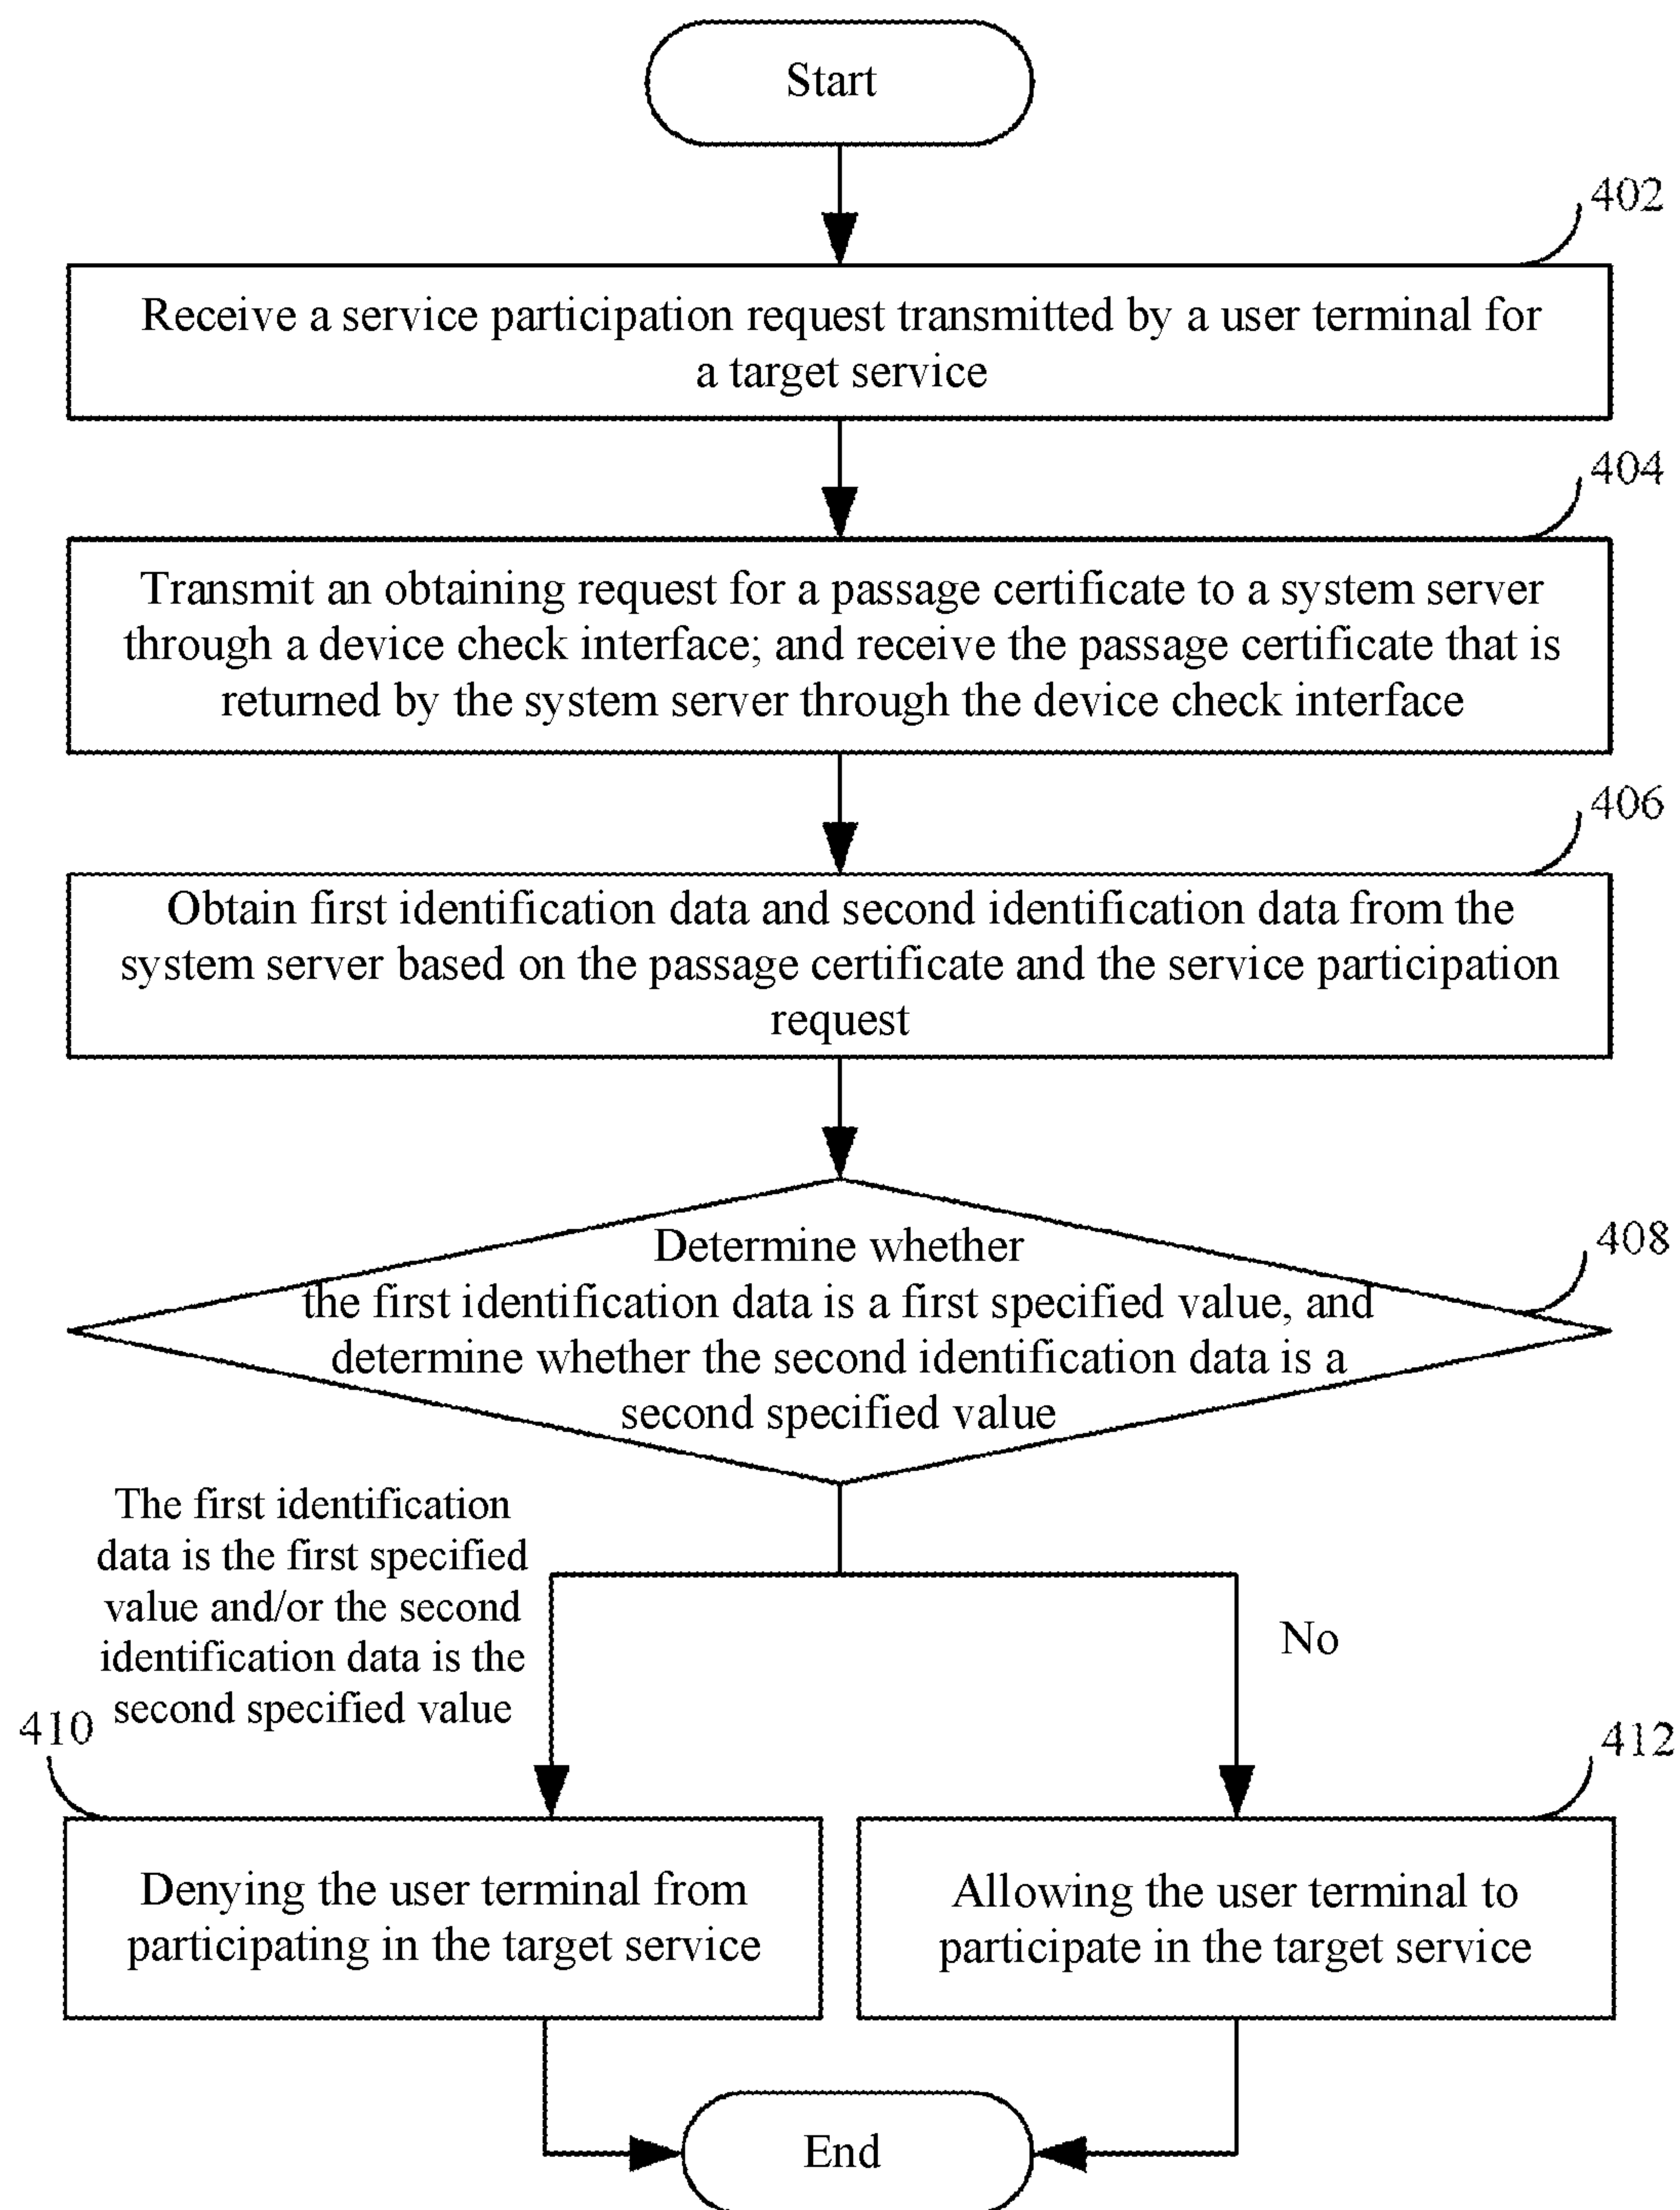 Start
402
Receive a service participation request transmitted by a user terminal for
a target service
404
Transmit an obtaining request for a passage certificate to a system server
through a device check interface; and receive the passage certificate that is
returned by the system server through the device check interface
406
Obtain first identification data and second identification data from the
system server based on the passage certificate and the service participation
request
408
Determine whether
the first identification data is a first specified value, and
determine whether the second identification data is a
second specified value
The first identification
data is the first specified
value and/or the second
identification data is the
second specified value
No
410
412
Denying the user terminal from
participating in the target service
Allowing the user terminal to
participate in the target service
End